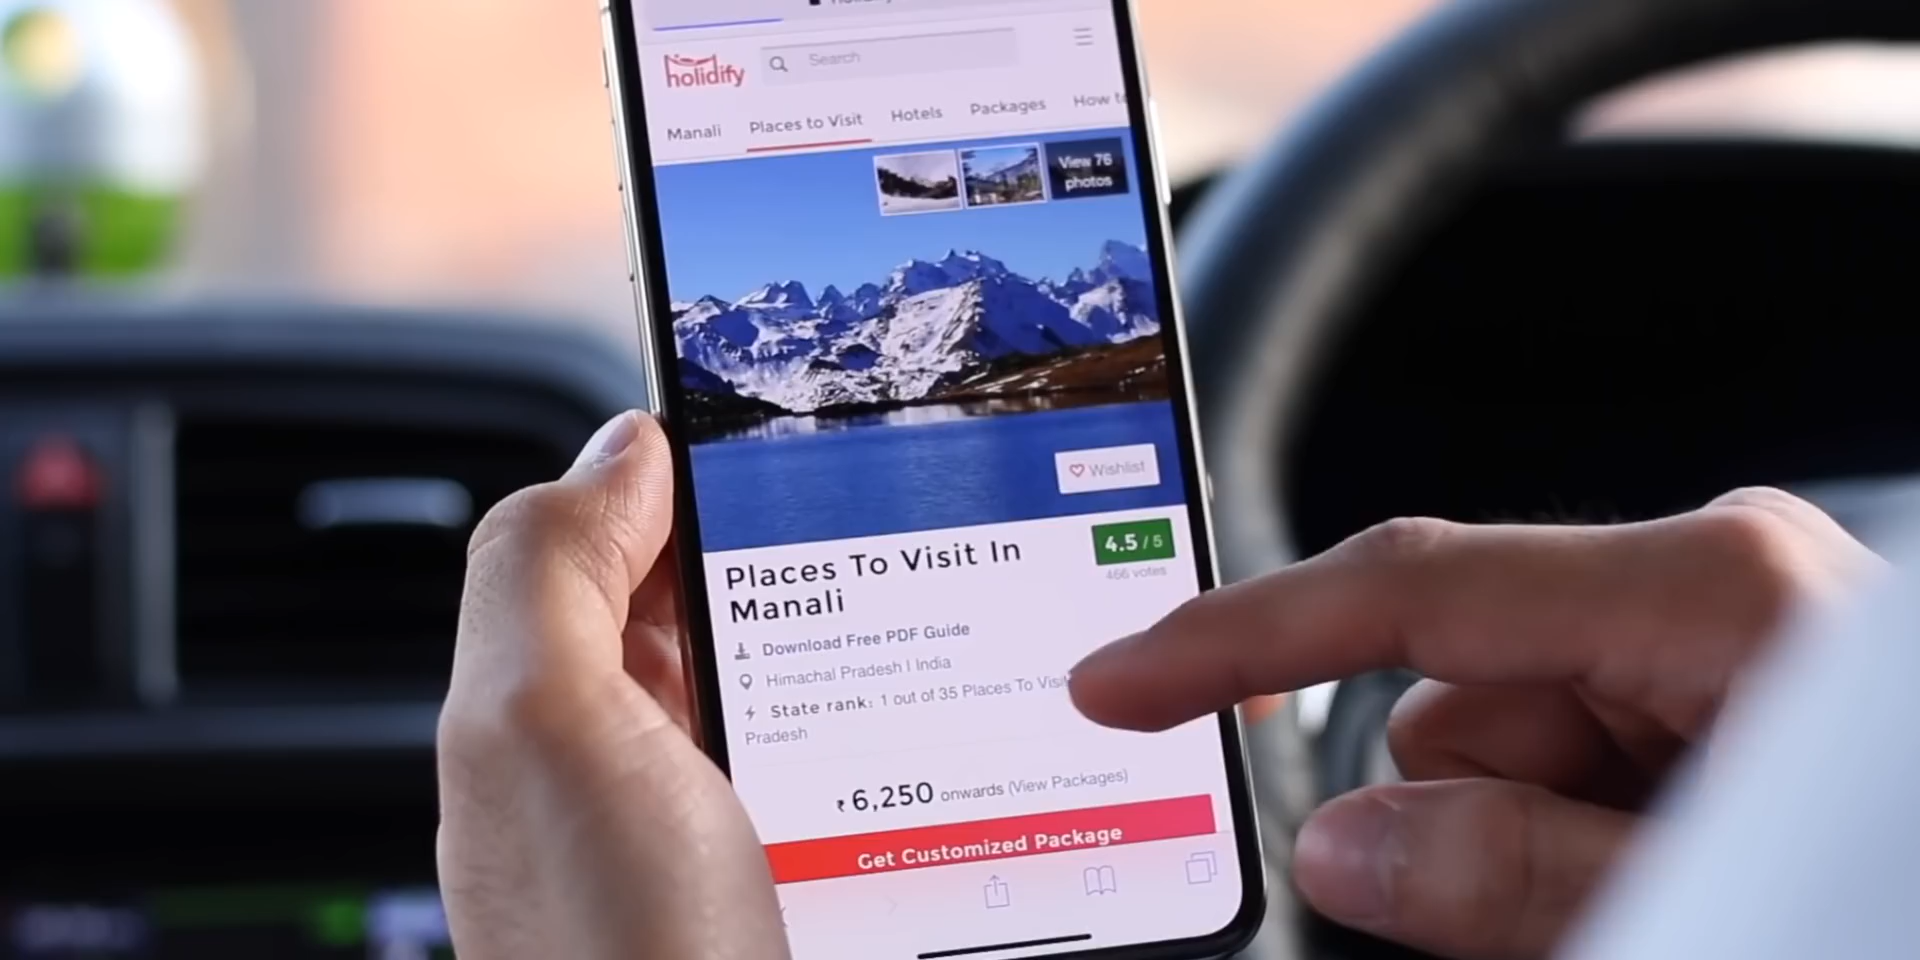 holidify
Search
Manali Places to Visit Hotels Packages How to
View 76
photos
Wishlist
Places To Visit In
Manali
4.5 / 5
466 votes
Download Free PDF Guide
Himachal Pradesh | India
State rank: 1 out of 35 Places To Visit
Pradesh
₹ 6,250 onwards (View Packages)
Get Customized Package